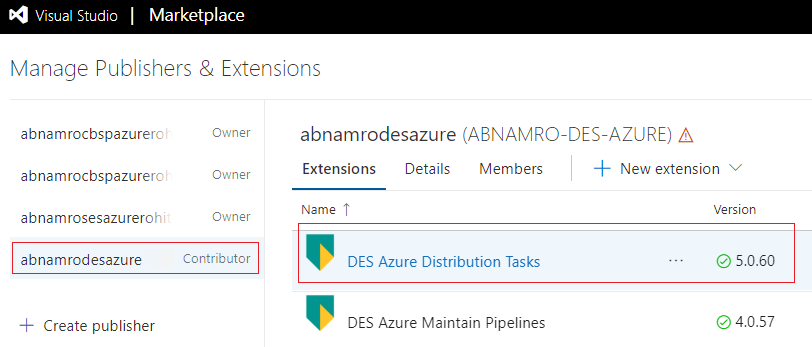 Visual Studio | Marketplace
Manage Publishers & Extensions
abnamrocbspazureroh Owner
abnamrocbspazureroh Owner
abnamrosesazurerohit Owner
abnamrodesazure Contributor
+ Create publisher
abnamrodesazure (ABNAMRO-DES-AZURE)
Extensions Details Members + New extension
Name ↑ Version
DES Azure Distribution Tasks ... 5.0.60
DES Azure Maintain Pipelines 4.0.57